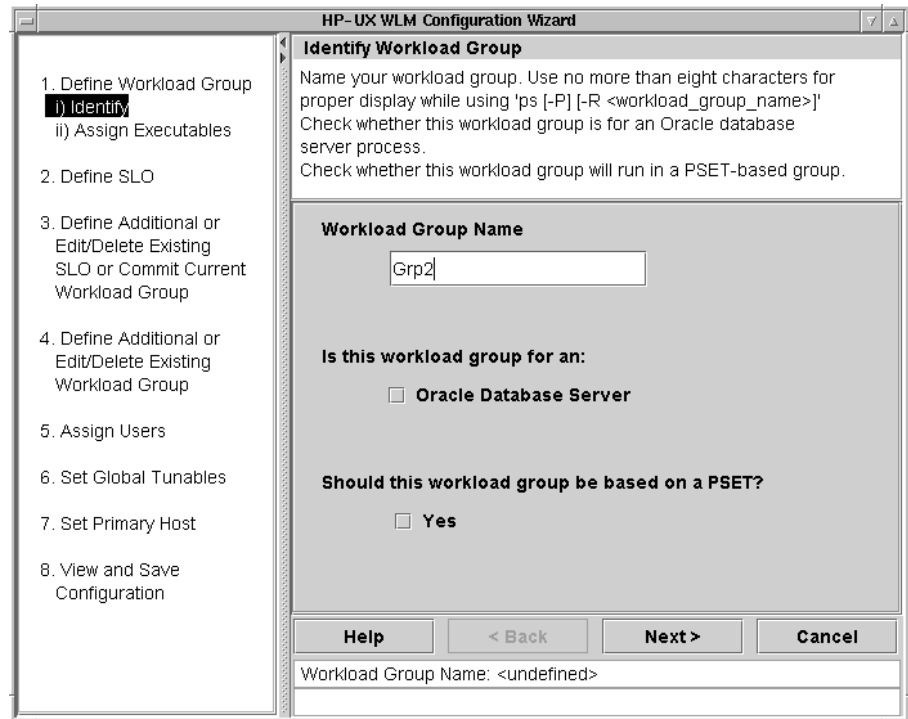 HP-UX WLM Configuration Wizard
1. Define Workload Group
i) Identify
ii) Assign Executables
2. Define SLO
3. Define Additional or
Edit/Delete Existing
SLO or Commit Current
Workload Group
4. Define Additional or
Edit/Delete Existing
Workload Group
5. Assign Users
6. Set Global Tunables
7. Set Primary Host
8. View and Save
Configuration
Identify Workload Group
Name your workload group. Use no more than eight characters for
proper display while using 'ps [-P] [-R <workload_group_name>]'
Check whether this workload group is for an Oracle database
server process.
Check whether this workload group will run in a PSET-based group.
Workload Group Name
Grp2
Is this workload group for an:
Oracle Database Server
Should this workload group be based on a PSET?
Yes
Help < Back Next > Cancel
Workload Group Name: <undefined>